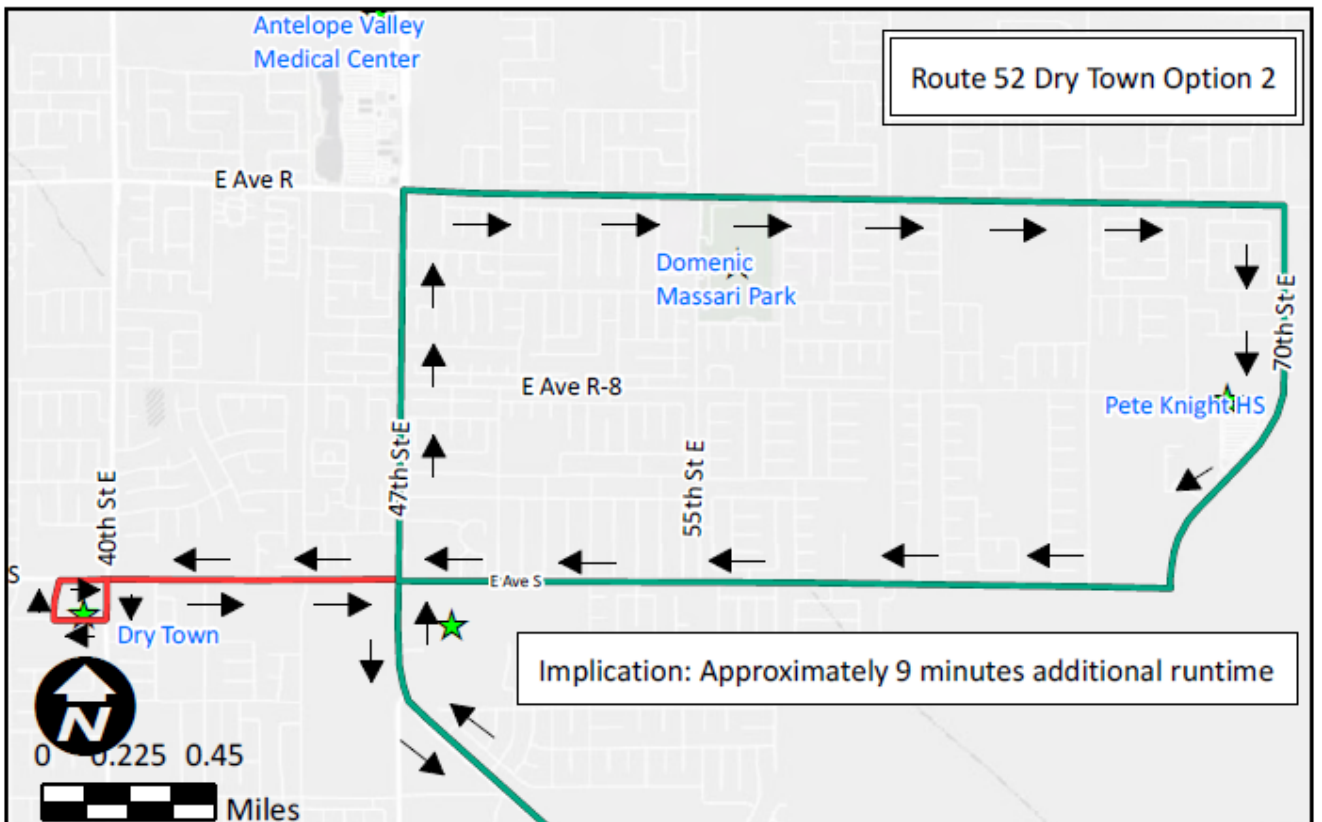 Antelope Valley
Medical Center
Route 52 Dry Town Option 2
E Ave R
Domenic
Massari Park
70th St E
E Ave R-8
Pete Knight HS
47th St E
55th St E
40th St E
S
E Ave S
Dry Town
Implication: Approximately 9 minutes additional runtime
N
0 0.225 0.45
Miles